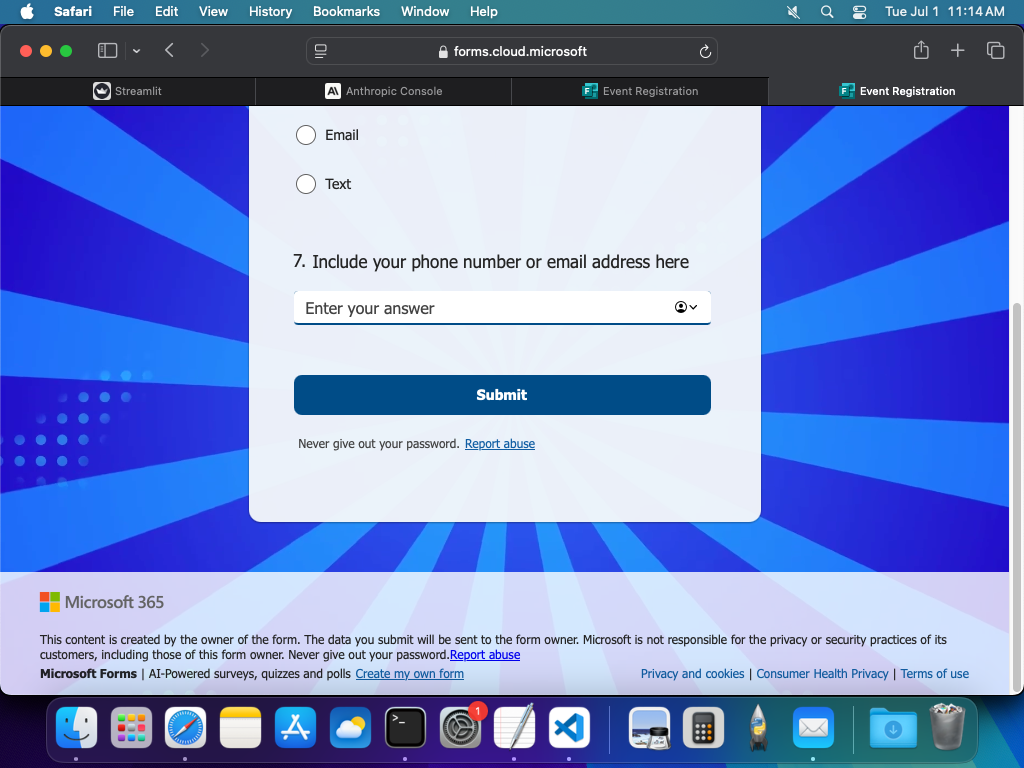 Safari File Edit View History Bookmarks Window Help Tue Jul 1 11:14 AM
forms.cloud.microsoft
Streamlit Anthropic Console Event Registration Event Registration
Email
Text
7. Include your phone number or email address here
Enter your answer
Submit
Never give out your password. Report abuse
Microsoft 365
This content is created by the owner of the form. The data you submit will be sent to the form owner. Microsoft is not responsible for the privacy or security practices of its
customers, including those of this form owner. Never give out your password.Report abuse
Microsoft Forms | AI-Powered surveys, quizzes and polls Create my own form Privacy and cookies | Consumer Health Privacy | Terms of use
1